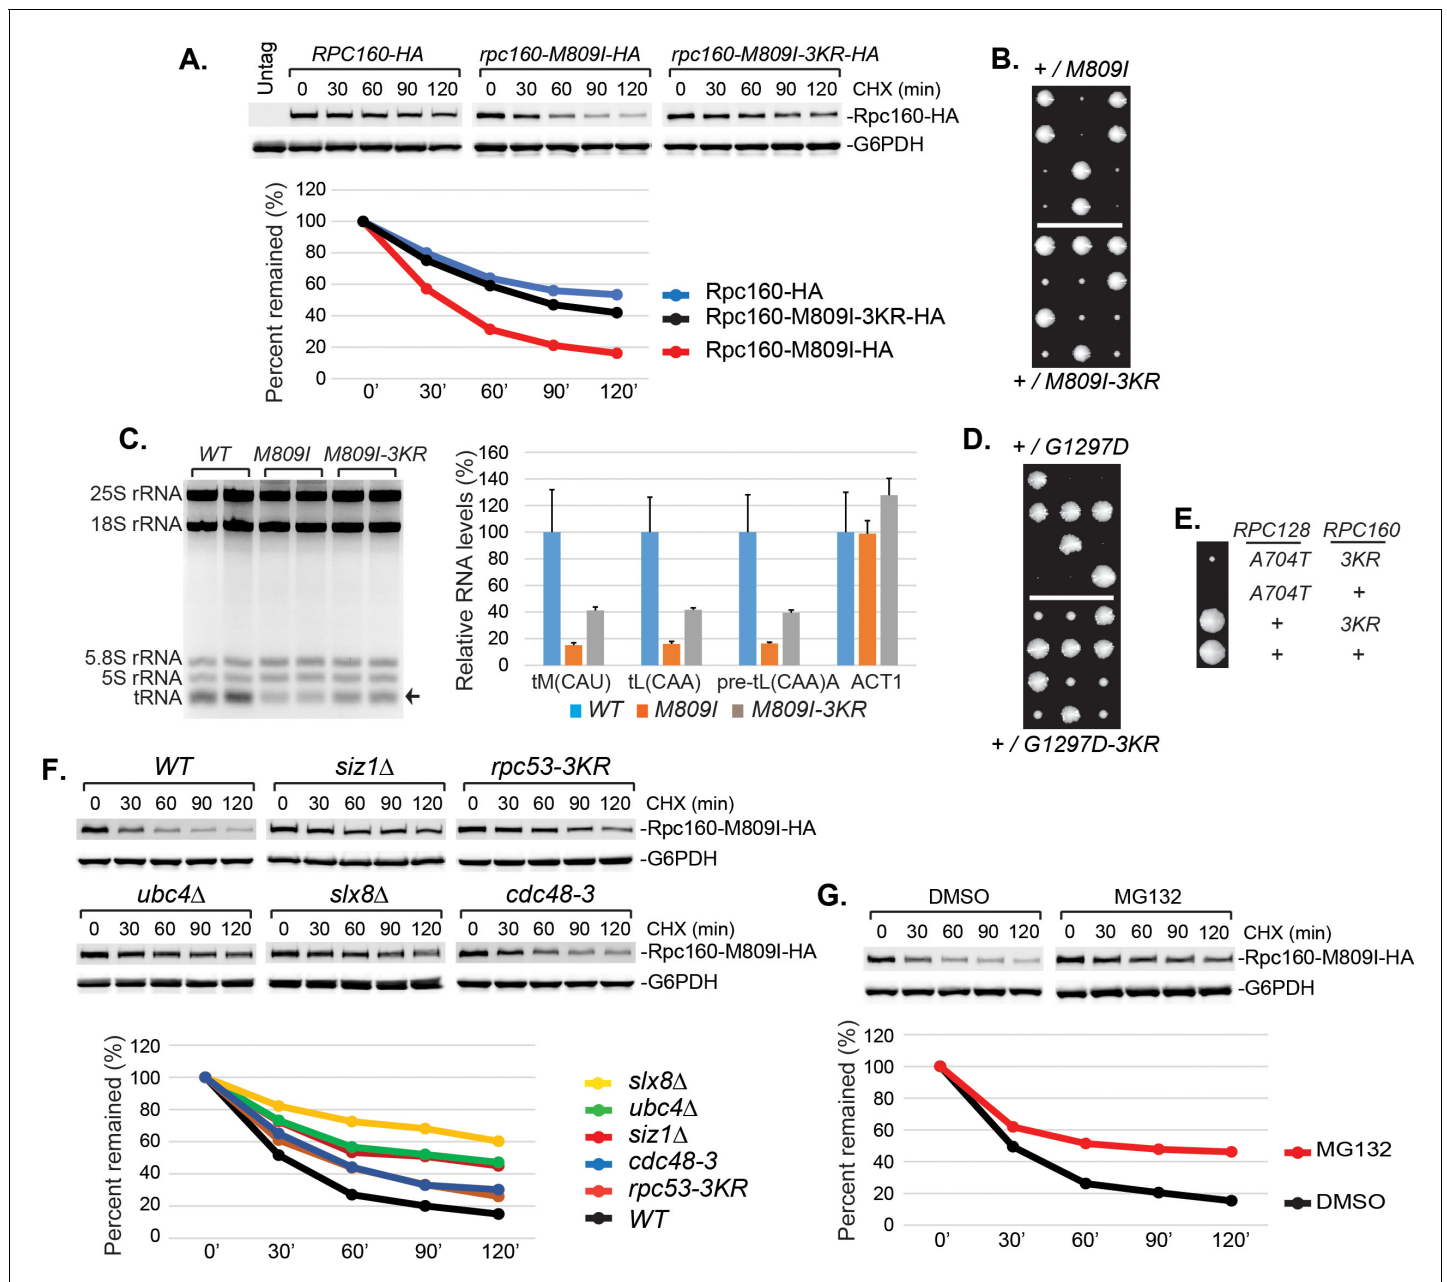 A.
Untag
RPC160-HA
rpc160-M809I-HA
rpc160-M809I-3KR-HA
0 30 60 90 120 0 30 60 90 120 0 30 60 90 120 CHX (min)
-Rpc160-HA
-G6PDH
Percent remained (%)
120
100
80
60
40
20
0
0’ 30’ 60’ 90’ 120’
Rpc160-HA
Rpc160-M809I-3KR-HA
Rpc160-M809I-HA
B.
+ / M809I
+ / M809I-3KR
C.
WT M809I M809I-3KR
25S rRNA
18S rRNA
5.8S rRNA
5S rRNA
tRNA
Relative RNA levels (%)
160
140
120
100
80
60
40
20
0
tM(CAU) tL(CAA) pre-tL(CAA)A ACT1
WT M809I M809I-3KR
D.
+ / G1297D
+ / G1297D-3KR
E.
RPC128 RPC160
A704T 3KR
A704T +
+ 3KR
+ +
F.
WT siz1Δ rpc53-3KR
0 30 60 90 120 0 30 60 90 120 0 30 60 90 120 CHX (min)
-Rpc160-M809I-HA
-G6PDH
ubc4Δ slx8Δ cdc48-3
0 30 60 90 120 0 30 60 90 120 0 30 60 90 120 CHX (min)
-Rpc160-M809I-HA
-G6PDH
Percent remained (%)
120
100
80
60
40
20
0
0’ 30’ 60’ 90’ 120’
slx8Δ
ubc4Δ
siz1Δ
cdc48-3
rpc53-3KR
WT
G.
DMSO MG132
0 30 60 90 120 0 30 60 90 120 CHX (min)
-Rpc160-M809I-HA
-G6PDH
Percent remained (%)
120
100
80
60
40
20
0
0’ 30’ 60’ 90’ 120’
MG132
DMSO